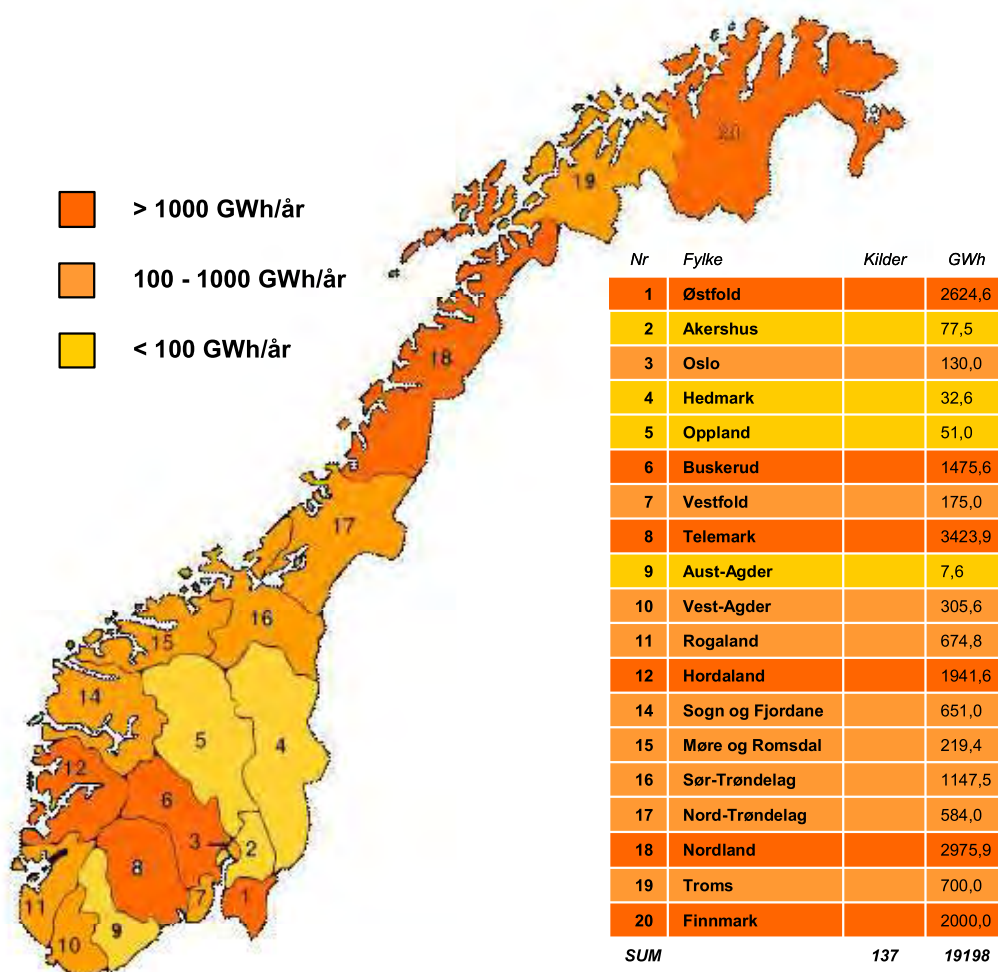 > 1000 GWh/år
100 - 1000 GWh/år
< 100 GWh/år
20
19
18
17
16
15
14
5
4
12
6
3
2
8
7
1
11
9
10
Nr Fylke Kilder GWh
1 Østfold 2624,6
2 Akershus 77,5
3 Oslo 130,0
4 Hedmark 32,6
5 Oppland 51,0
6 Buskerud 1475,6
7 Vestfold 175,0
8 Telemark 3423,9
9 Aust-Agder 7,6
10 Vest-Agder 305,6
11 Rogaland 674,8
12 Hordaland 1941,6
14 Sogn og Fjordane 651,0
15 Møre og Romsdal 219,4
16 Sør-Trøndelag 1147,5
17 Nord-Trøndelag 584,0
18 Nordland 2975,9
19 Troms 700,0
20 Finnmark 2000,0
SUM 137 19198